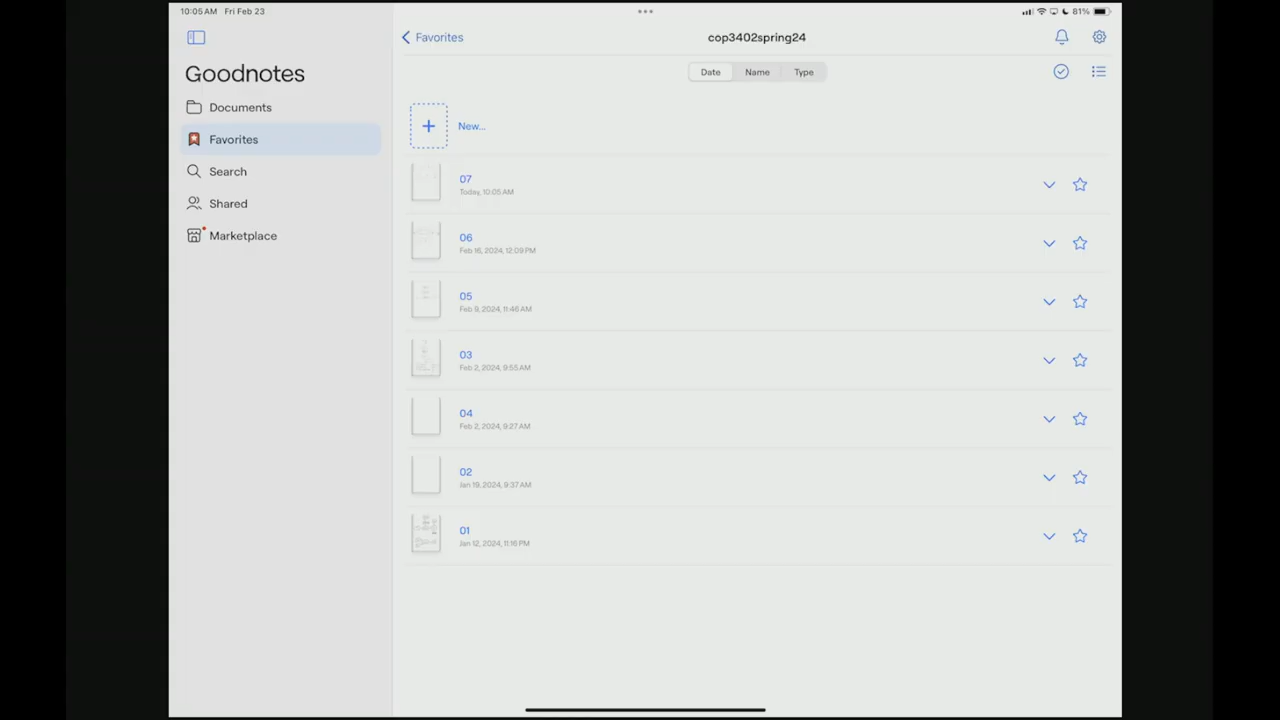 10:05 AM Fri Feb 23
81%
Goodnotes
Documents
Favorites
Search
Shared
Marketplace
Favorites
cop3402spring24
Date Name Type
New...
07
Today, 10:05 AM
06
Feb 16, 2024, 12:09 PM
05
Feb 9, 2024, 11:46 AM
03
Feb 2, 2024, 9:55 AM
04
Feb 2, 2024, 9:27 AM
02
Jan 19, 2024, 9:37 AM
01
Jan 12, 2024, 11:16 PM